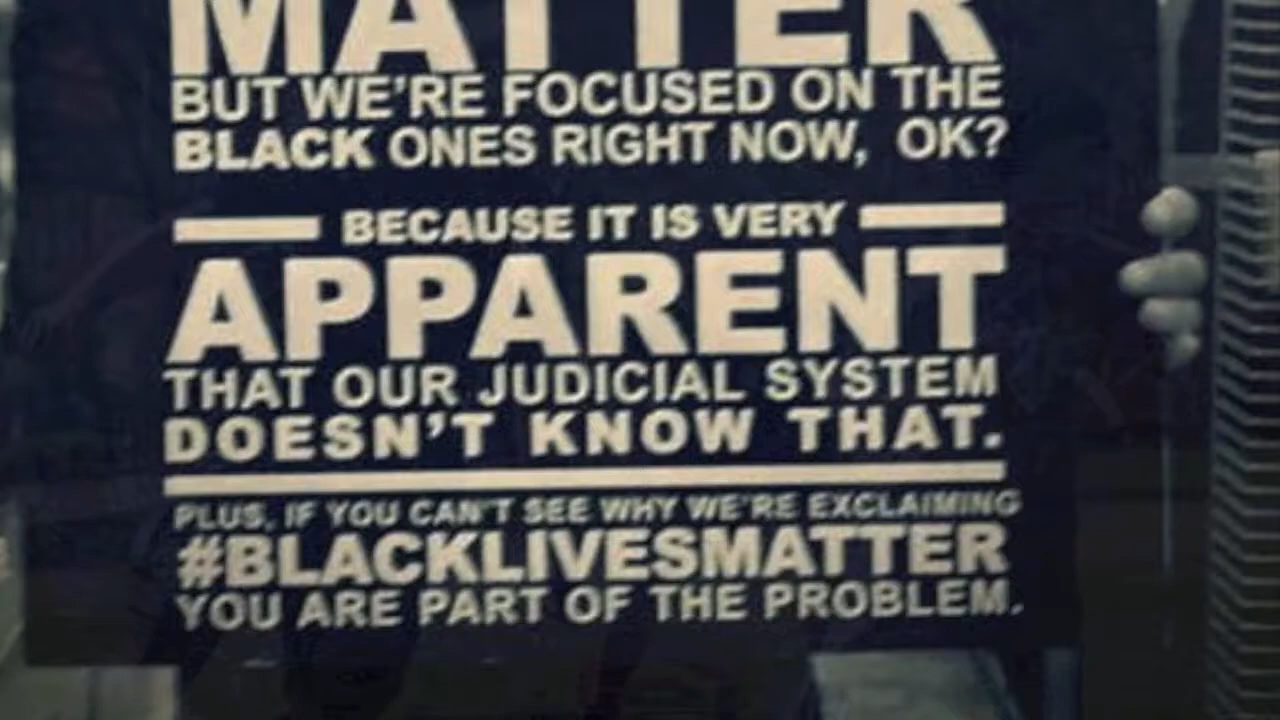 MATTER
BUT WE'RE FOCUSED ON THE
BLACK ONES RIGHT NOW, OK?
BECAUSE IT IS VERY
APPARENT
THAT OUR JUDICIAL SYSTEM
DOESN'T KNOW THAT.
PLUS, IF YOU CAN'T SEE WHY WE'RE EXCLAIMING
#BLACKLIVESMATTER
YOU ARE PART OF THE PROBLEM.